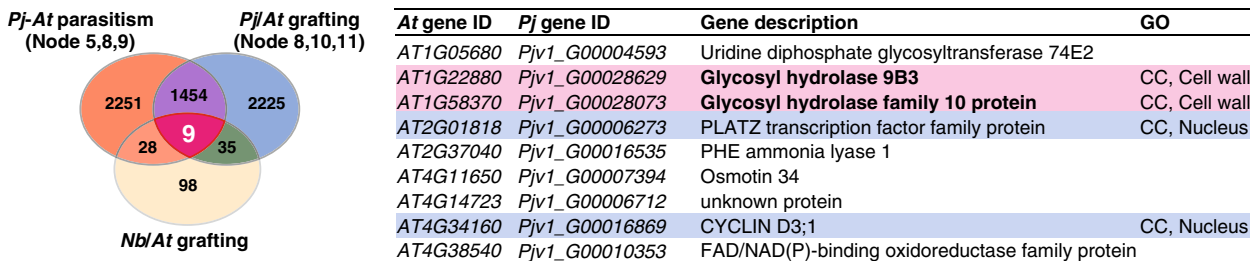 Pj-At parasitism
(Node 5,8,9)
Pj/At grafting
(Node 8,10,11)
2251
1454
2225
9
28
35
98
Nb/At grafting
At gene ID Pj gene ID Gene description GO
AT1G05680 Pjv1_G00004593 Uridine diphosphate glycosyltransferase 74E2
AT1G22880 Pjv1_G00028629 Glycosyl hydrolase 9B3 CC, Cell wall
AT1G58370 Pjv1_G00028073 Glycosyl hydrolase family 10 protein CC, Cell wall
AT2G01818 Pjv1_G00006273 PLATZ transcription factor family protein CC, Nucleus
AT2G37040 Pjv1_G00016535 PHE ammonia lyase 1
AT4G11650 Pjv1_G00007394 Osmotin 34
AT4G14723 Pjv1_G00006712 unknown protein
AT4G34160 Pjv1_G00016869 CYCLIN D3;1 CC, Nucleus
AT4G38540 Pjv1_G00010353 FAD/NAD(P)-binding oxidoreductase family protein